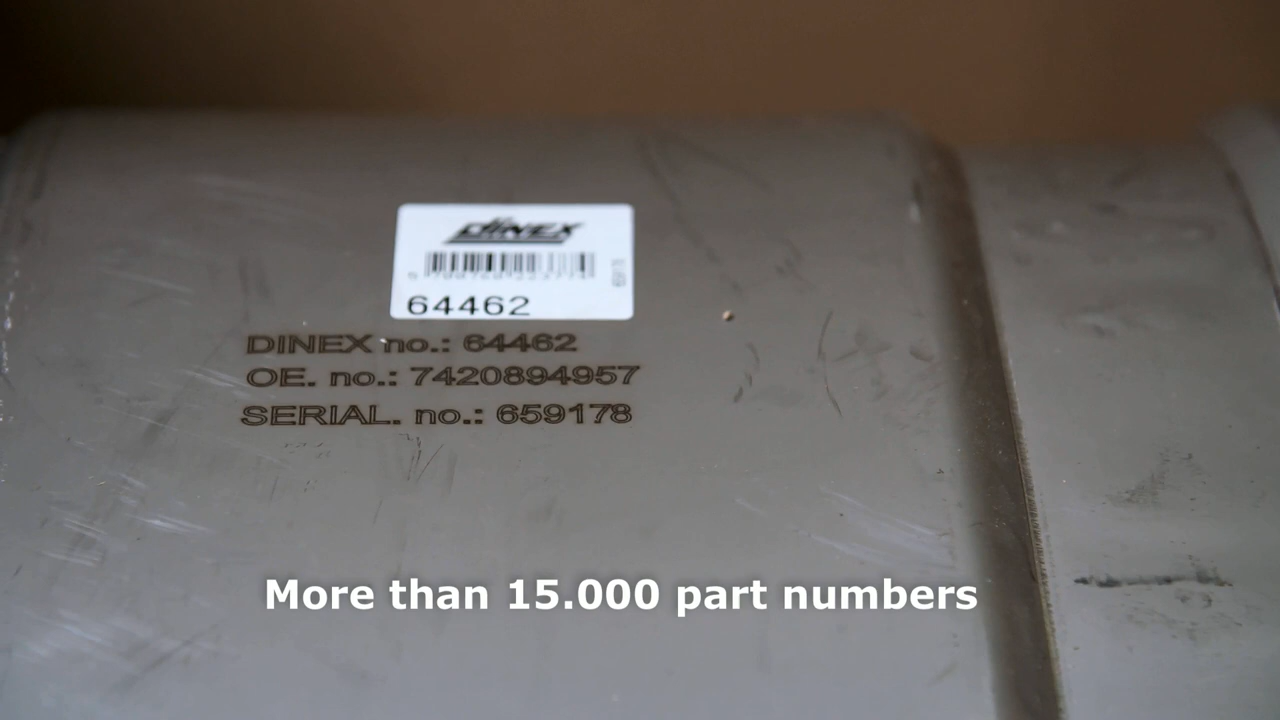 DINEX
64462
DINEX no.: 64462
OE. no.: 7420894957
SERIAL. no.: 659178
More than 15.000 part numbers